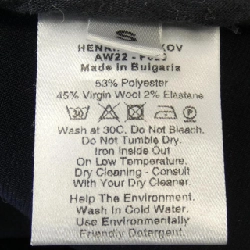 S
AW22 -
Made in Bulgaria
53% Polyester
45% Virgin Wool 2% Elastane
30
Wash at 30C. Do Not Bleach.
Do Not Tumble Dry.
Iron Inside Out
On Low Temperature.
Dry Cleaning - Consult
With Your Dry Cleaner.
Help The Environment.
Wash In Cold Water.
Use Environmentally
Friendly Detergent.